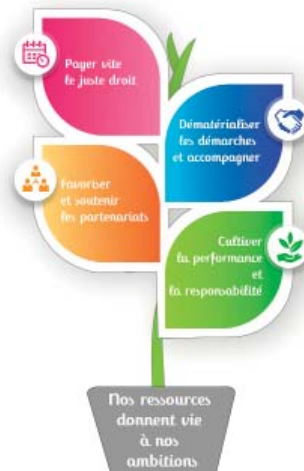 Payer vite
le juste droit
Dématérialiser
les démarches
et accompagner
Favoriser
et soutenir
les partenariats
Cultiver
la performance
et
la responsabilité
Nos ressources
donnent vie
à nos
ambitions